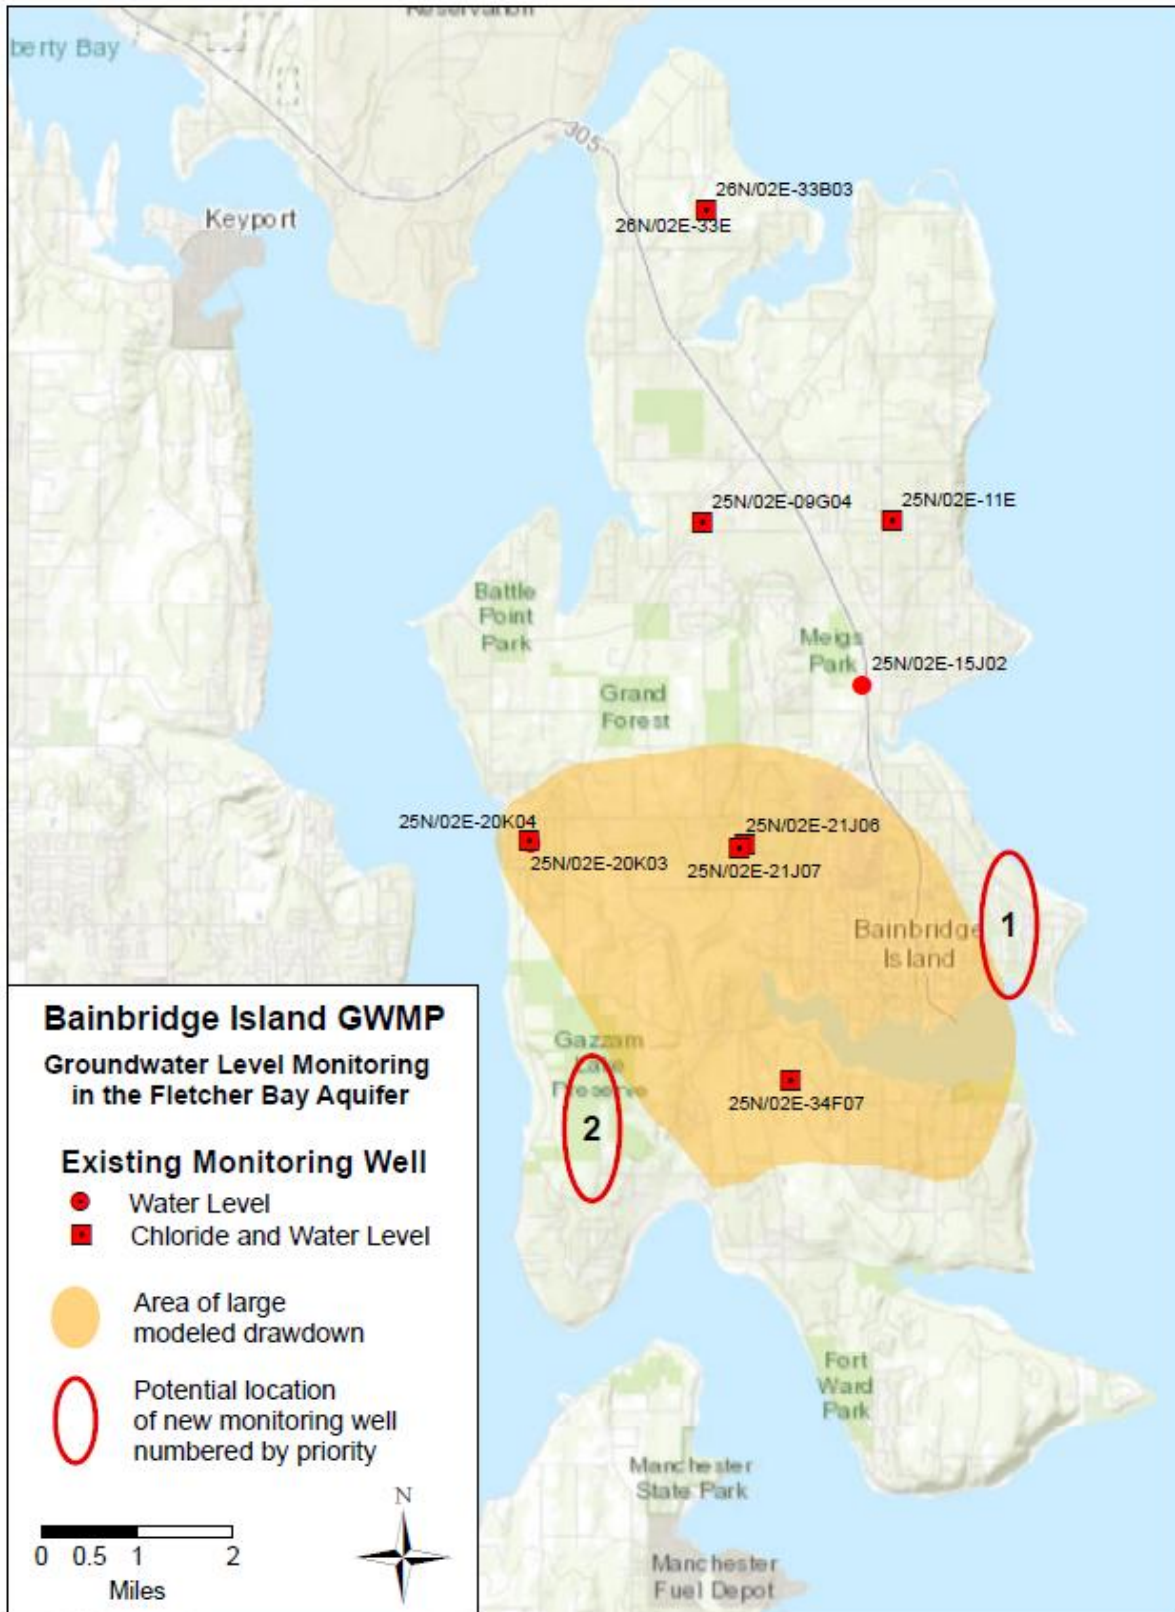 Reservation
berty Bay
305
Keyport
26N/02E-33B03
26N/02E-33E
25N/02E-09G04
25N/02E-11E
Battle
Point
Park
Meigs
Park
25N/02E-15J02
Grand
Forest
25N/02E-20K04
25N/02E-20K03
25N/02E-21J06
25N/02E-21J07
Bainbridge
Island
1
Gazzam
Lake
Preserve
2
25N/02E-34F07
Fort
Ward
Park
Manchester
State Park
Manchester
Fuel Depot
Bainbridge Island GWMP
Groundwater Level Monitoring
in the Fletcher Bay Aquifer
Existing Monitoring Well
Water Level
Chloride and Water Level
Area of large
modeled drawdown
Potential location
of new monitoring well
numbered by priority
N
0 0.5 1 2
Miles